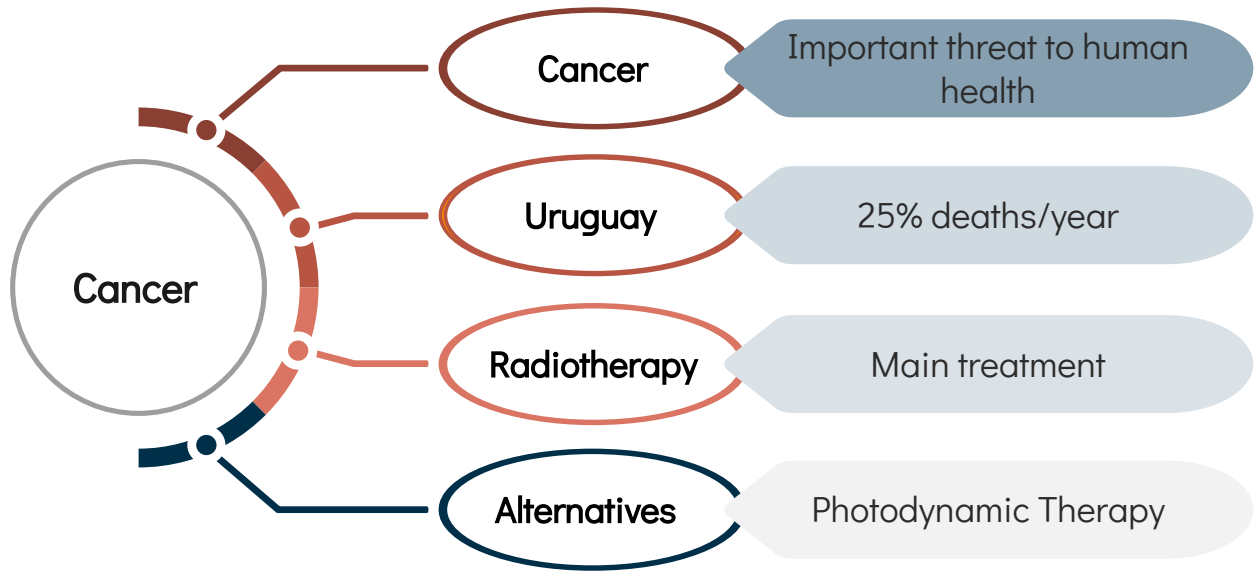 Cancer
Cancer
Important threat to human
health
Uruguay
25% deaths/year
Radiotherapy
Main treatment
Alternatives
Photodynamic Therapy